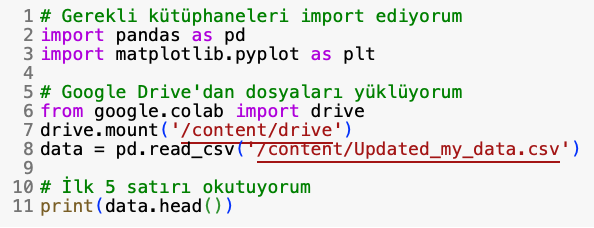 1 # Gerekli kütüphaneleri import ediyorum
2 import pandas as pd
3 import matplotlib.pyplot as plt
4
5 # Google Drive'dan dosyaları yüklüyorum
6 from google.colab import drive
7 drive.mount('/content/drive')
8 data = pd.read_csv('/content/Updated_my_data.csv')
9
10 # İlk 5 satırı okutuyorum
11 print(data.head())